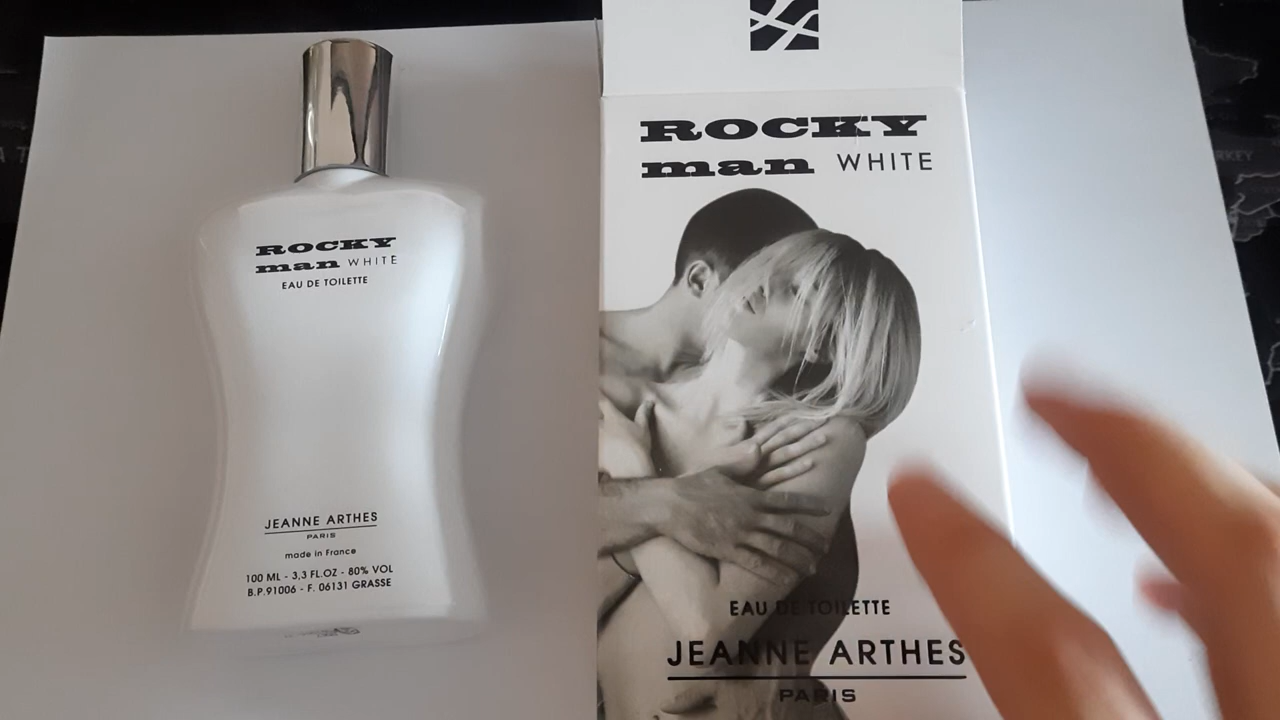 ROCKY
man WHITE
EAU DE TOILETTE
JEANNE ARTHES
PARIS
made in France
100 ML - 3,3 FL.OZ - 80% VOL
B.P.91006 - F. 06131 GRASSE
ROCKY
man WHITE
EAU DE TOILETTE
JEANNE ARTHES
PARIS
RKEY